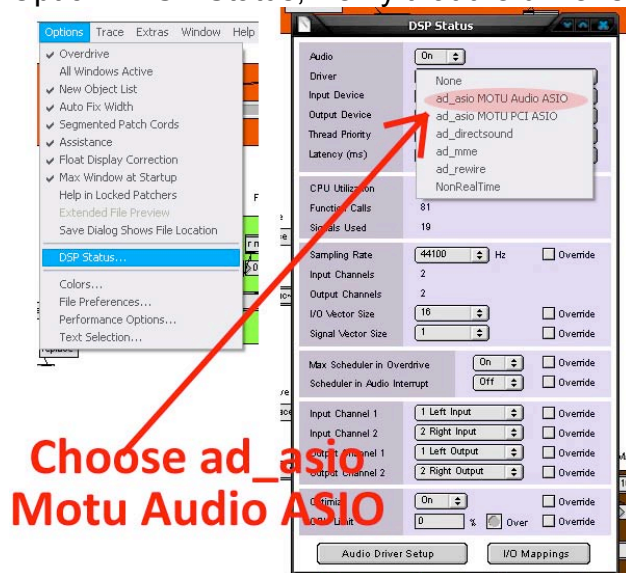 Options Trace Extras Window Help
Overdrive
All Windows Active
New Object List
Auto Fix Width
Segmented Patch Cords
Assistance
Float Display Correction
Max Window at Startup
Help in Locked Patchers
Extended File Preview
Save Dialog Shows File Location
DSP Status...
Colors...
File Preferences...
Performance Options...
Text Selection...
replace
DSP Status
Audio On
Driver
Input Device
Output Device
Thread Priority
Latency (ms)
None
ad_asio MOTU Audio ASIO
ad_asio MOTU PCI ASIO
ad_directsound
ad_mme
ad_rewire
NonRealTime
CPU Utilization
Function Calls 81
Signals Used 19
Sampling Rate 44100 Hz Override
Input Channels 2
Output Channels 2
I/O Vector Size 16 Override
Signal Vector Size 1 Override
Max Scheduler in Overdrive On Override
Scheduler in Audio Interrupt Off Override
Input Channel 1 1 Left Input Override
Input Channel 2 2 Right Input Override
Output Channel 1 1 Left Output Override
Output Channel 2 2 Right Output Override
Optimize On Override
CPU Limit 0 % Over Override
Audio Driver Setup I/O Mappings
Choose ad_asio
Motu Audio ASIO